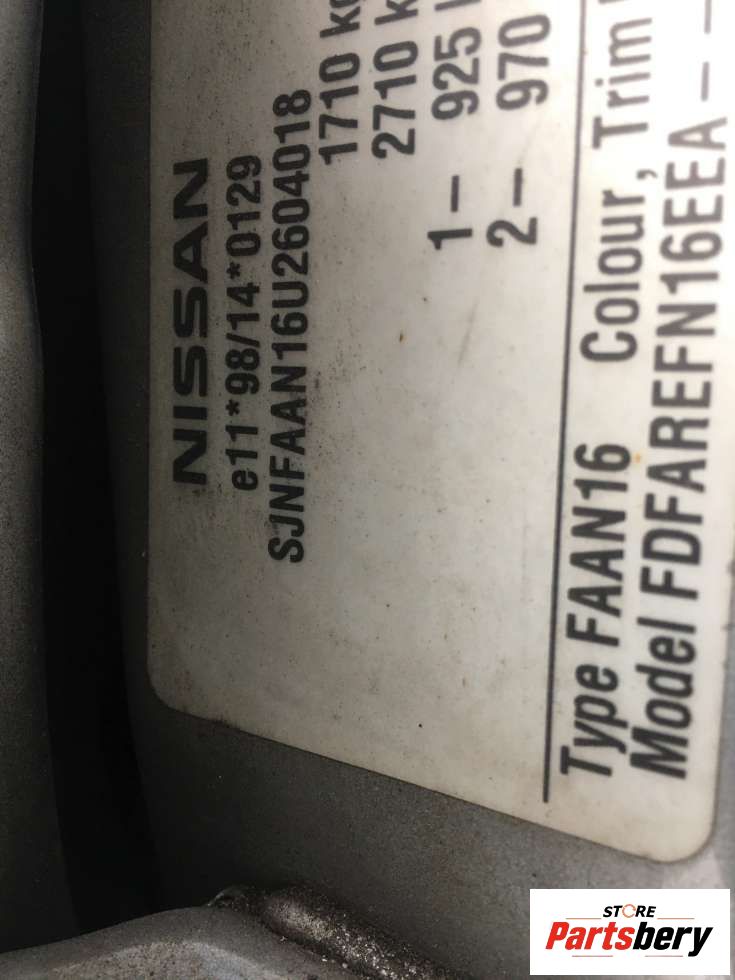 NISSAN
e11*98/14*0129
SJNFAAN16U2604018
1710 kg
2710 k
1– 925
2– 970
Type FAAN16 Colour, Trim
Model FDFAREFN16EEA – –
STORE
Partsbery